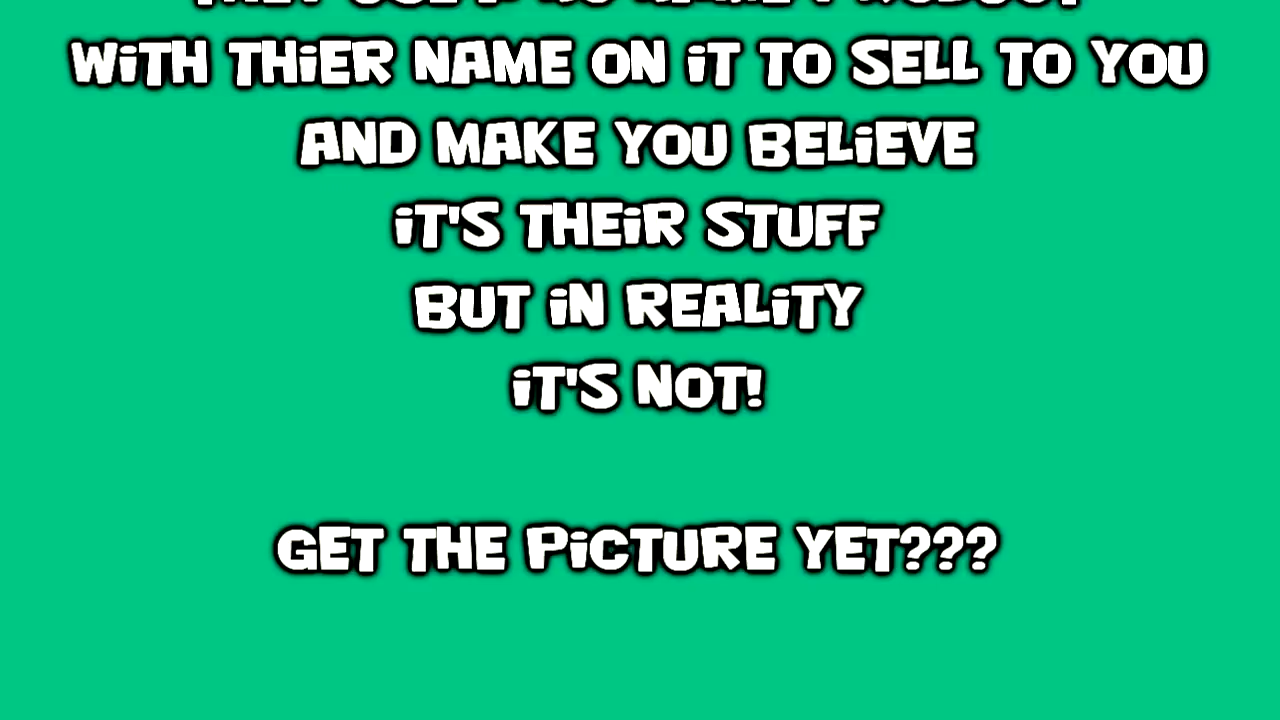 WITH THIER NAME ON IT TO SELL TO YOU
AND MAKE YOU BELIEVE
IT'S THEIR STUFF
BUT IN REALITY
IT'S NOT!
GET THE PICTURE YET???